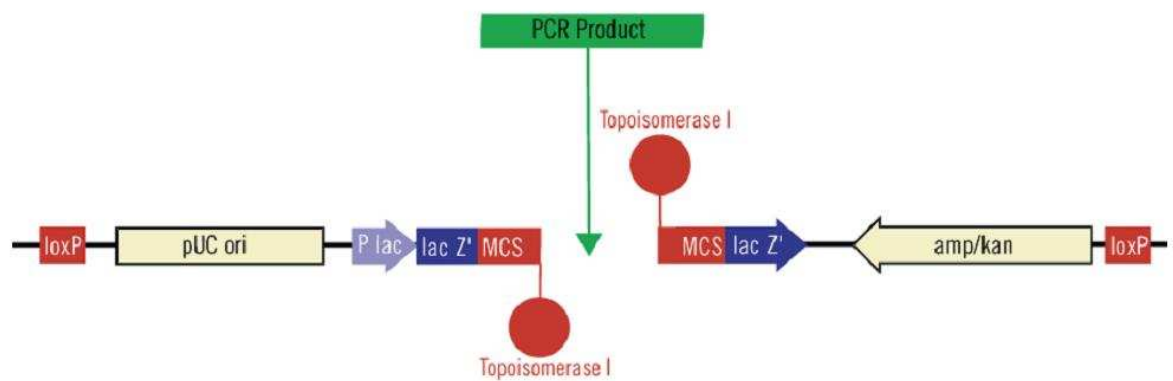 PCR Product
Topoisomerase I
loxP pUC ori P lac lac Z' MCS MCS lac Z' amp/kan loxP
Topoisomerase I